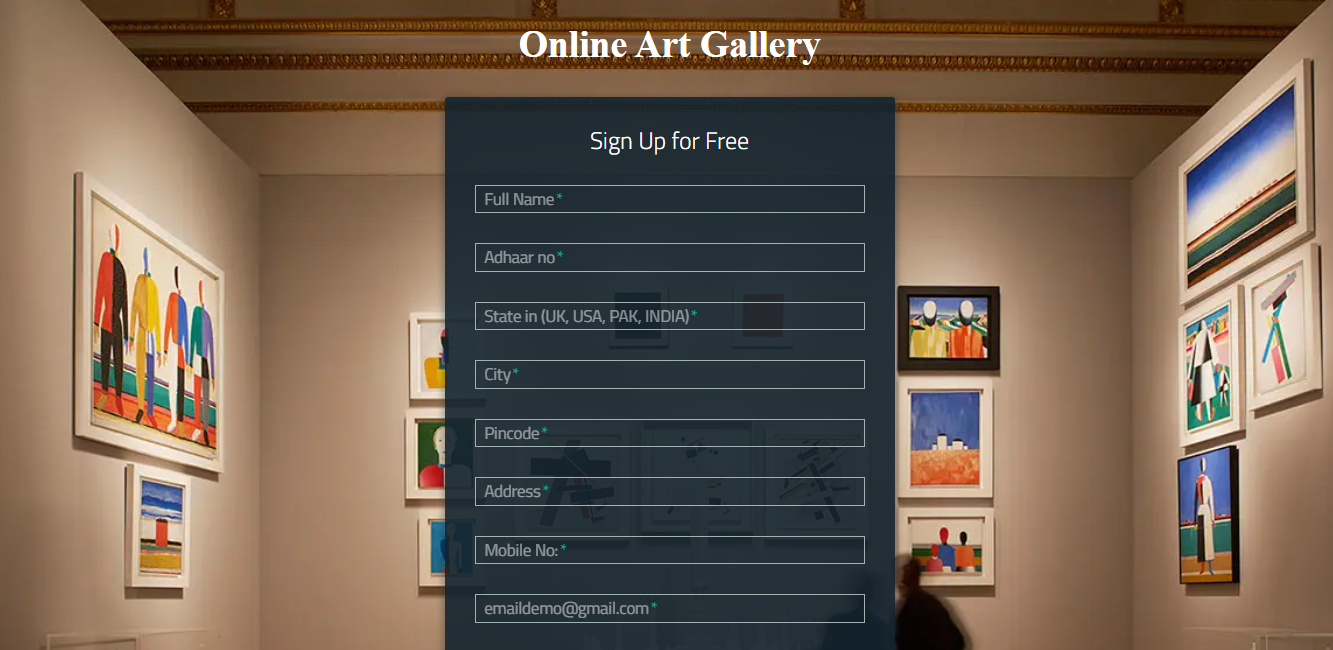 Online Art Gallery
Sign Up for Free
Full Name*
Adhaar no*
State in (UK, USA, PAK, INDIA)*
City*
Pincode*
Address*
Mobile No:*
emaildemo@gmail.com*